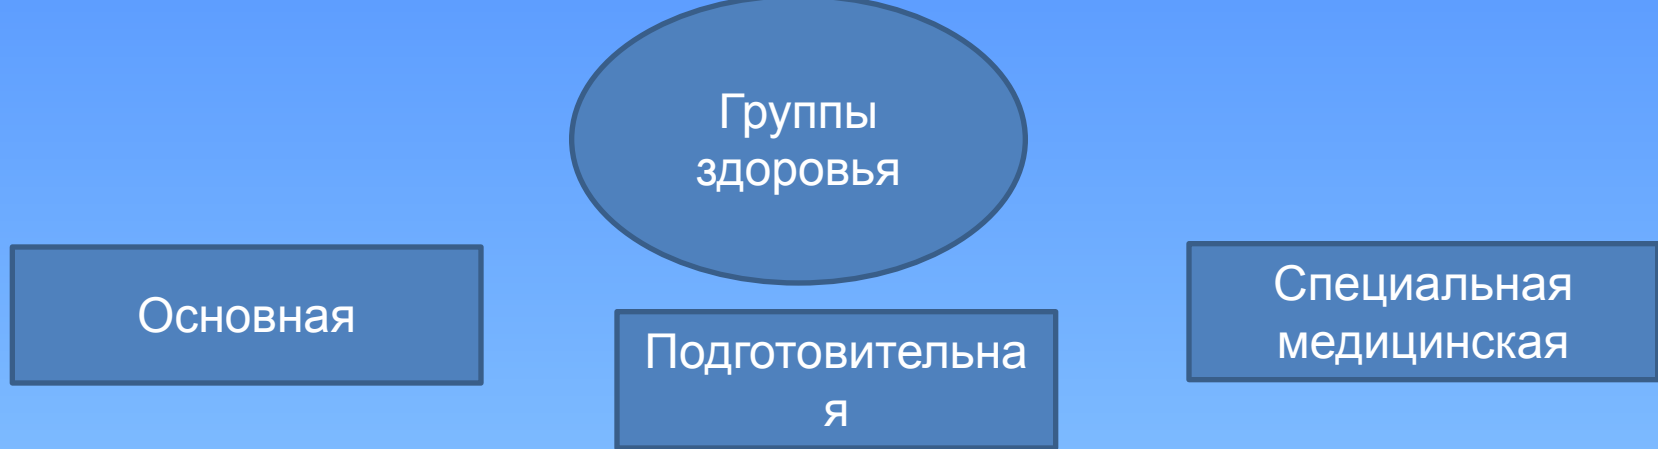 Группы
здоровья
Основная
Подготовительна
я
Специальная
медицинская